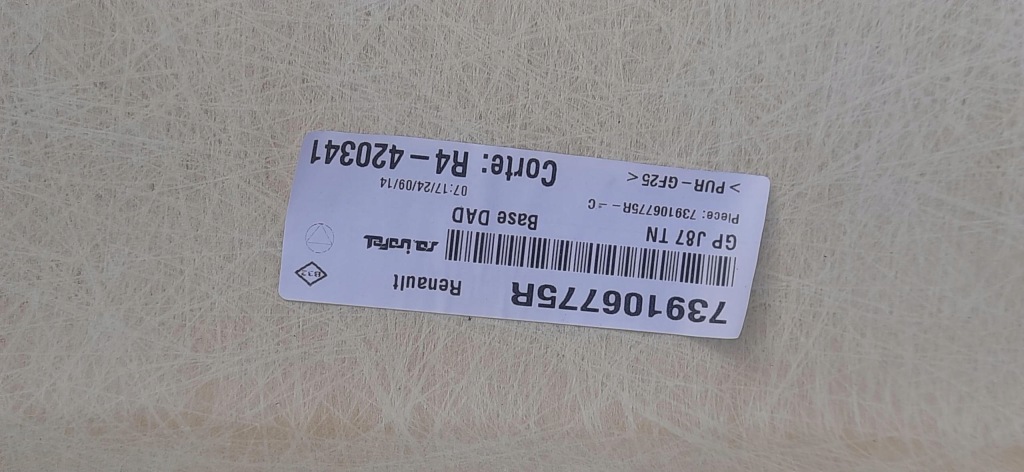 739106775R Renault
GP J87 TN Base DAD
Piece: 739106775R--C 07:17/24/09/14
>PUR-GF25< Corte: R4-420341